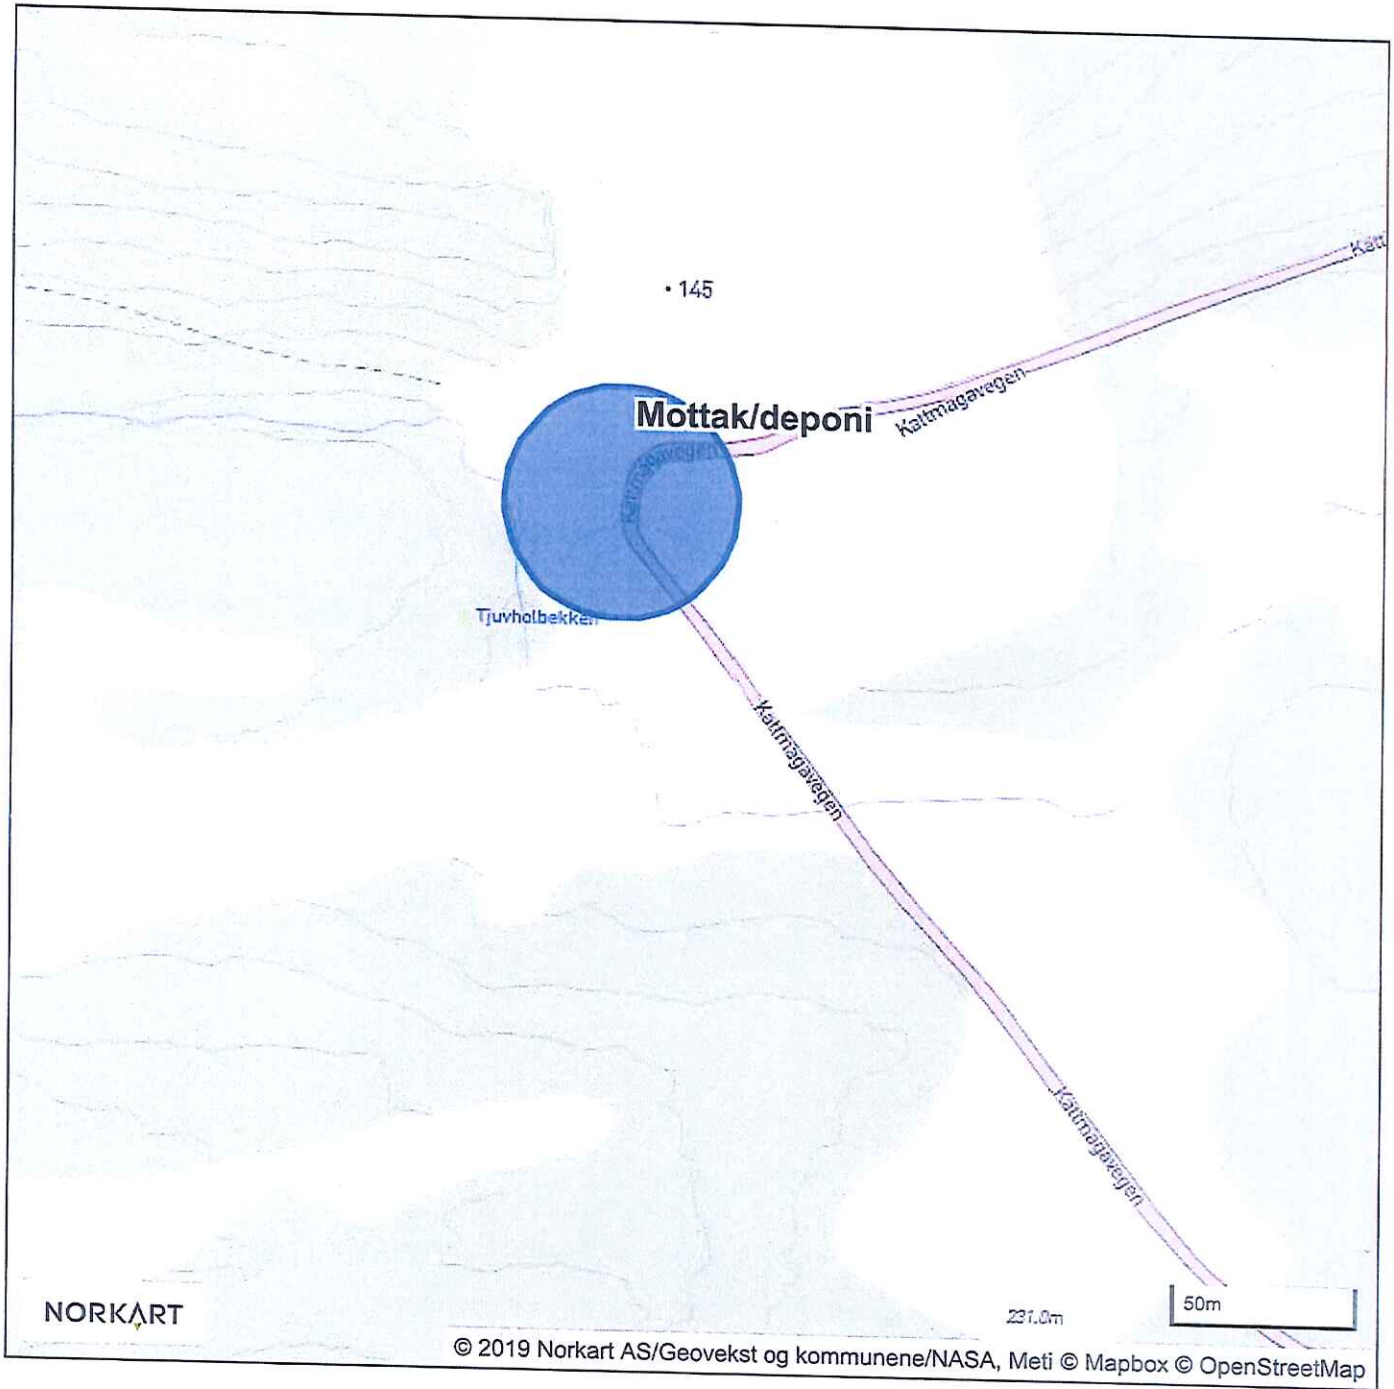 Katt
• 145
Mottak/deponi
Kattmagavegen
Kattmagavegen
Tjuvholbekken
Kattmagavegen
Kattmagavegen
NORKART
231.0m
50m
© 2019 Norkart AS/Geovekst og kommunene/NASA, Meti © Mapbox © OpenStreetMap